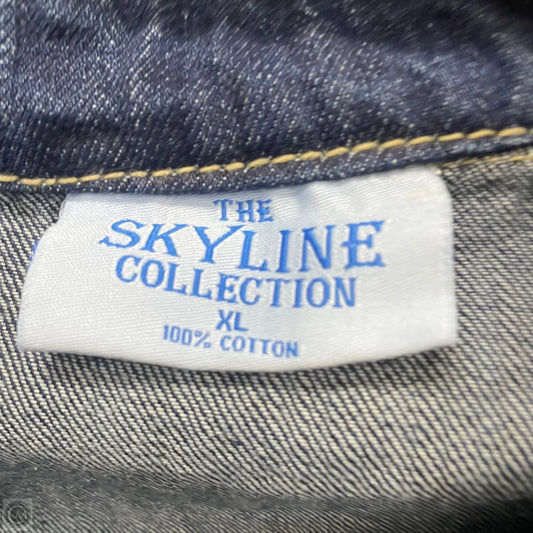 THE
SKYLINE
COLLECTION
XL
100% COTTON